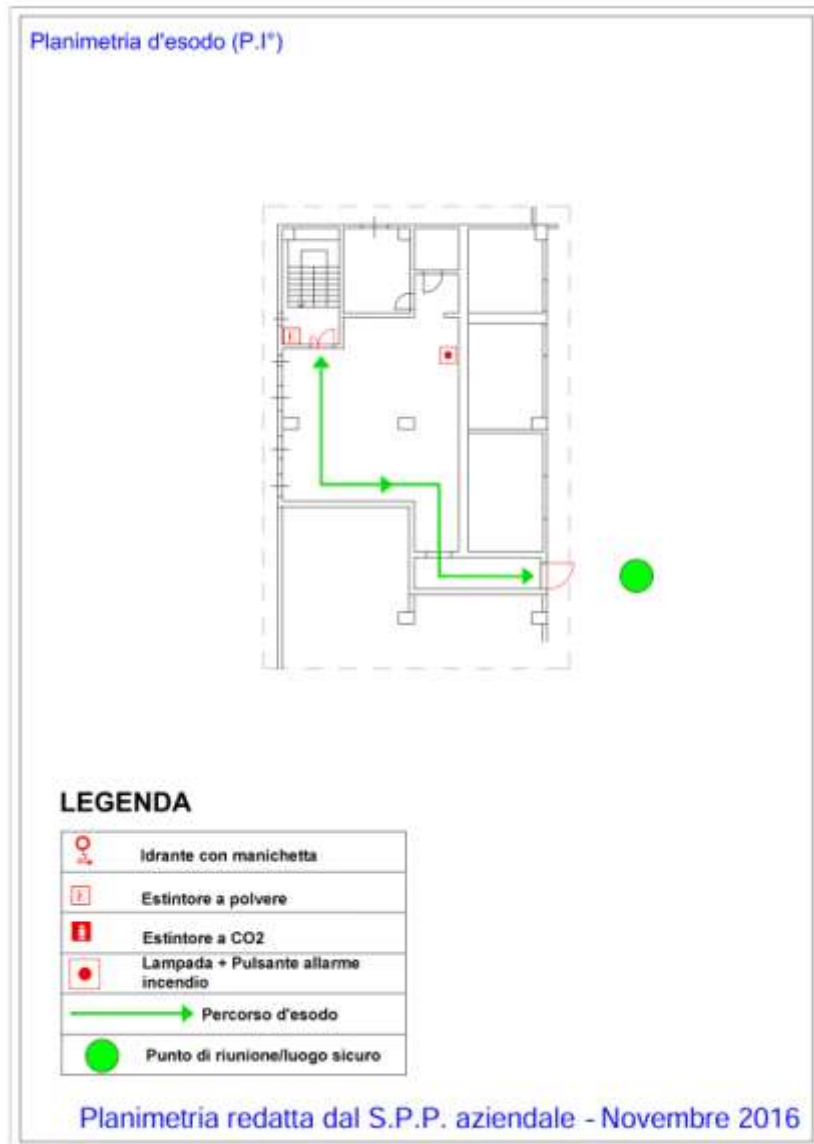 Planimetria d'esodo (P.I°)
LEGENDA
Idrante con manichetta
Estintore a polvere
Estintore a CO2
Lampada + Pulsante allarme
incendio
Percorso d'esodo
Punto di riunione/luogo sicuro
Planimetria redatta dal S.P.P. aziendale - Novembre 2016